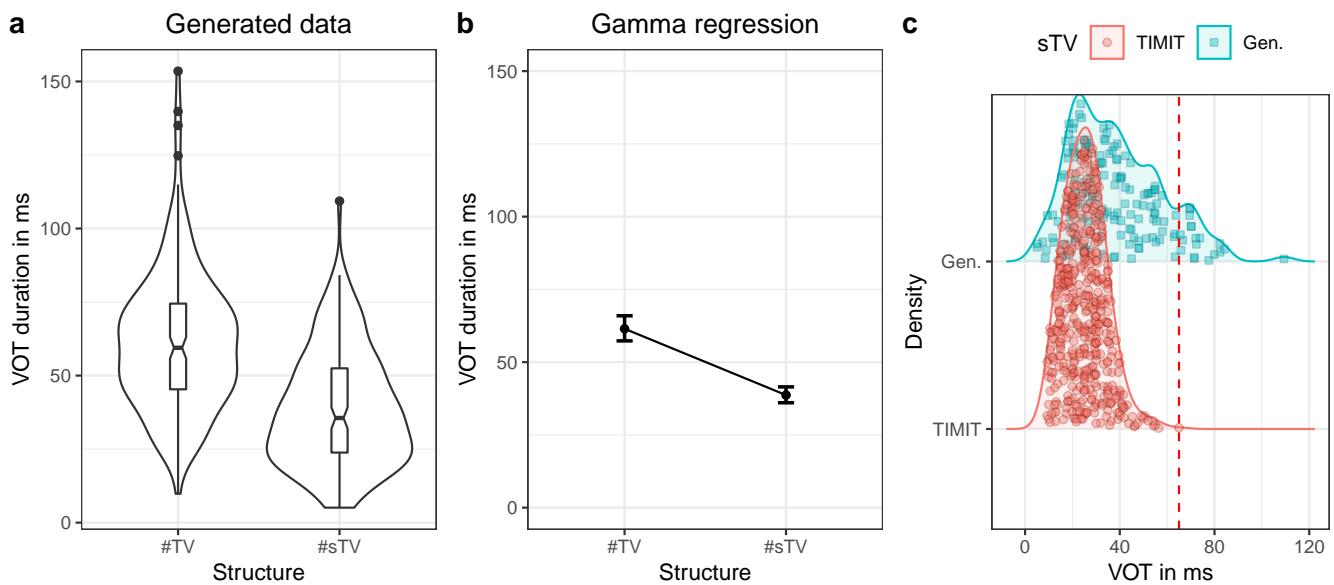 a
Generated data
VOT duration in ms
150
100
50
0
#TV
#sTV
Structure
b
Gamma regression
VOT duration in ms
150
100
50
0
#TV
#sTV
Structure
c
sTV TIMIT Gen.
Density
Gen.
TIMIT
0 40 80 120
VOT in ms